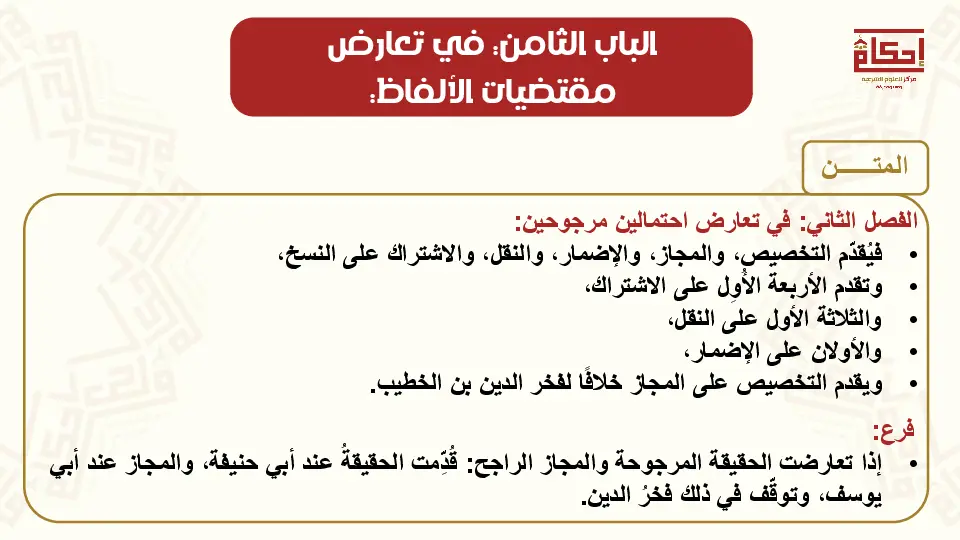 الباب الثامن: في تعارض
مقتضيات الألفاظ:
إحكام
مركز للعلوم الشرعية
المتـــــن
الفصل الثاني: في تعارض احتمالين مرجوحين:
• فيُقدّم التخصيص، والمجاز، والإضمار، والنقل، والاشتراك على النسخ،
• وتقدم الأربعة الأُوِل على الاشتراك،
• والثلاثة الأول على النقل،
• والأولان على الإضمار،
• ويقدم التخصيص على المجاز خلافًا لفخر الدين بن الخطيب.
فرع:
• إذا تعارضت الحقيقة المرجوحة والمجاز الراجح: قُدِّمت الحقيقةُ عند أبي حنيفة، والمجاز عند أبي
يوسف، وتوقّف في ذلك فخرُ الدين.